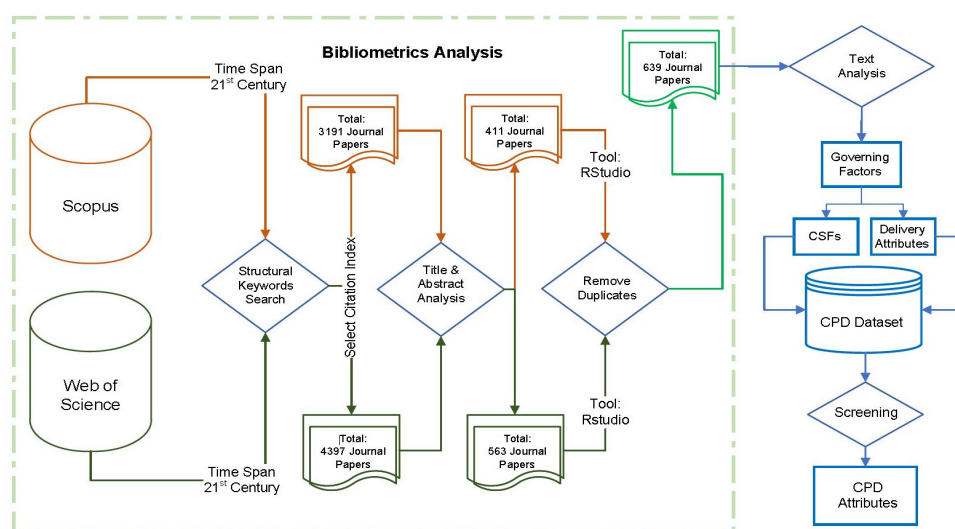 Bibliometrics Analysis
Time Span
21st Century
Scopus
Web of
Science
Time Span
21st Century
Structural
Keywords
Search
Select Citation Index
Total:
3191 Journal
Papers
Total:
4397 Journal
Papers
Title &
Abstract
Analysis
Total:
411 Journal
Papers
Total:
563 Journal
Papers
Tool:
RStudio
Tool:
Rstudio
Remove
Duplicates
Total:
639 Journal
Papers
Text
Analysis
Governing
Factors
CSFs
Delivery
Attributes
CPD Dataset
Screening
CPD
Attributes